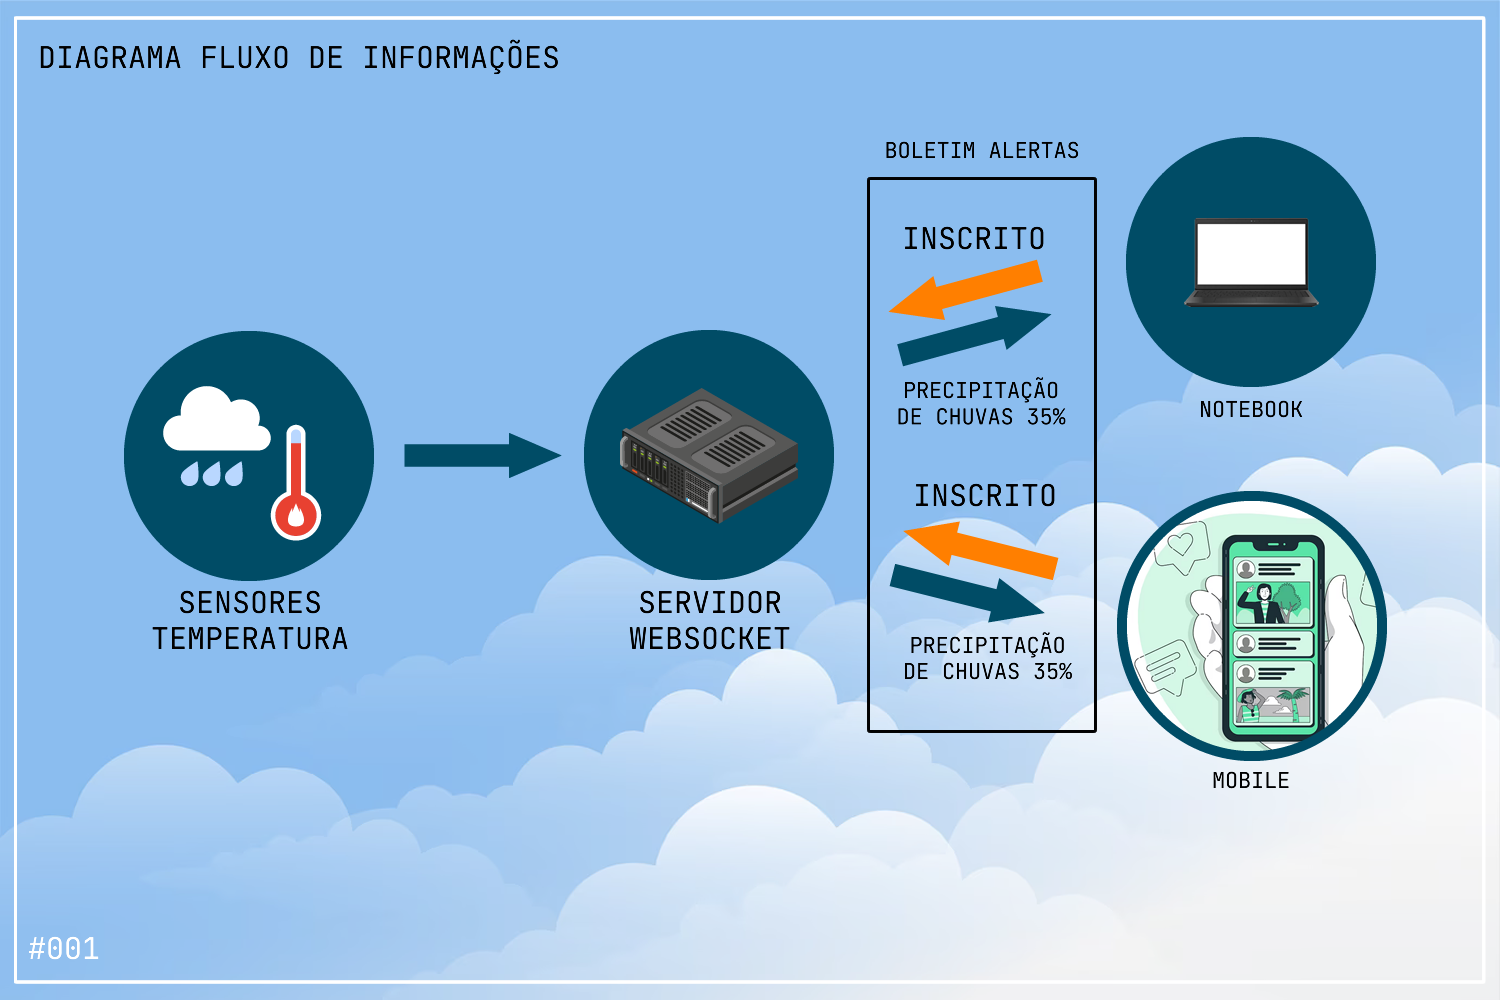 DIAGRAMA FLUXO DE INFORMAÇÕES
BOLETIM ALERTAS
INSCRITO
PRECIPITAÇÃO
DE CHUVAS 35%
NOTEBOOK
INSCRITO
PRECIPITAÇÃO
DE CHUVAS 35%
MOBILE
SENSORES
TEMPERATURA
SERVIDOR
WEBSOCKET
#001